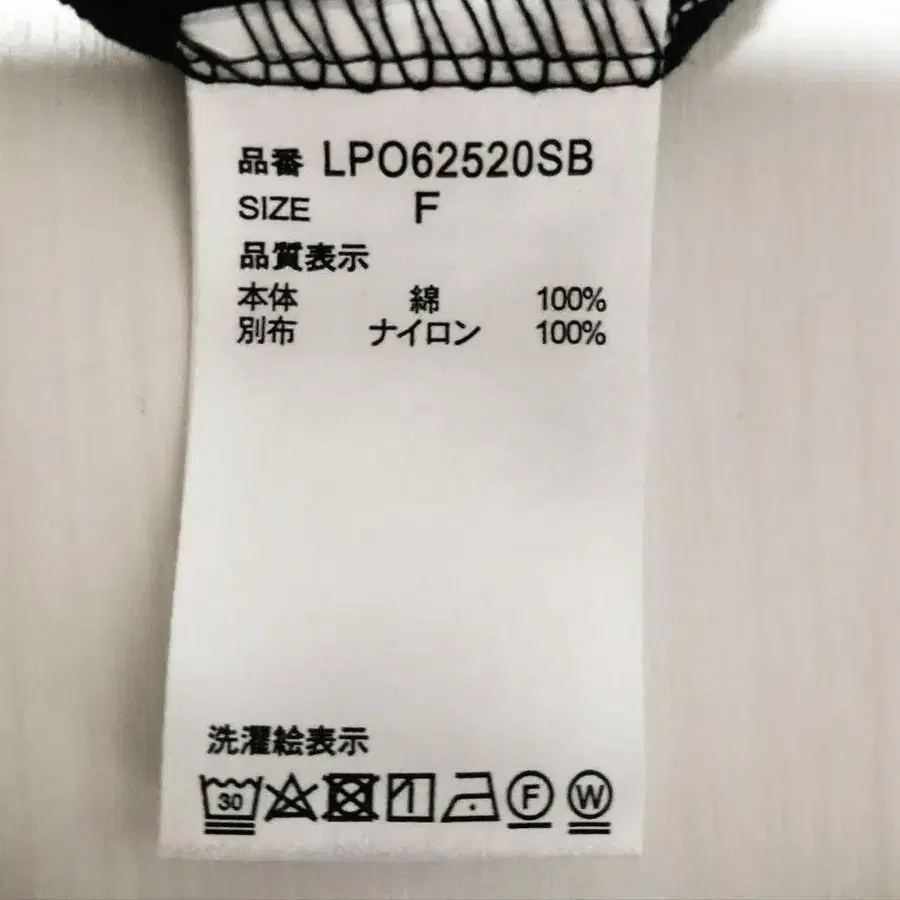 品番 LPO62520SB
SIZE F
品質表示
本体 綿 100%
別布 ナイロン 100%
洗濯絵表示
30 F W